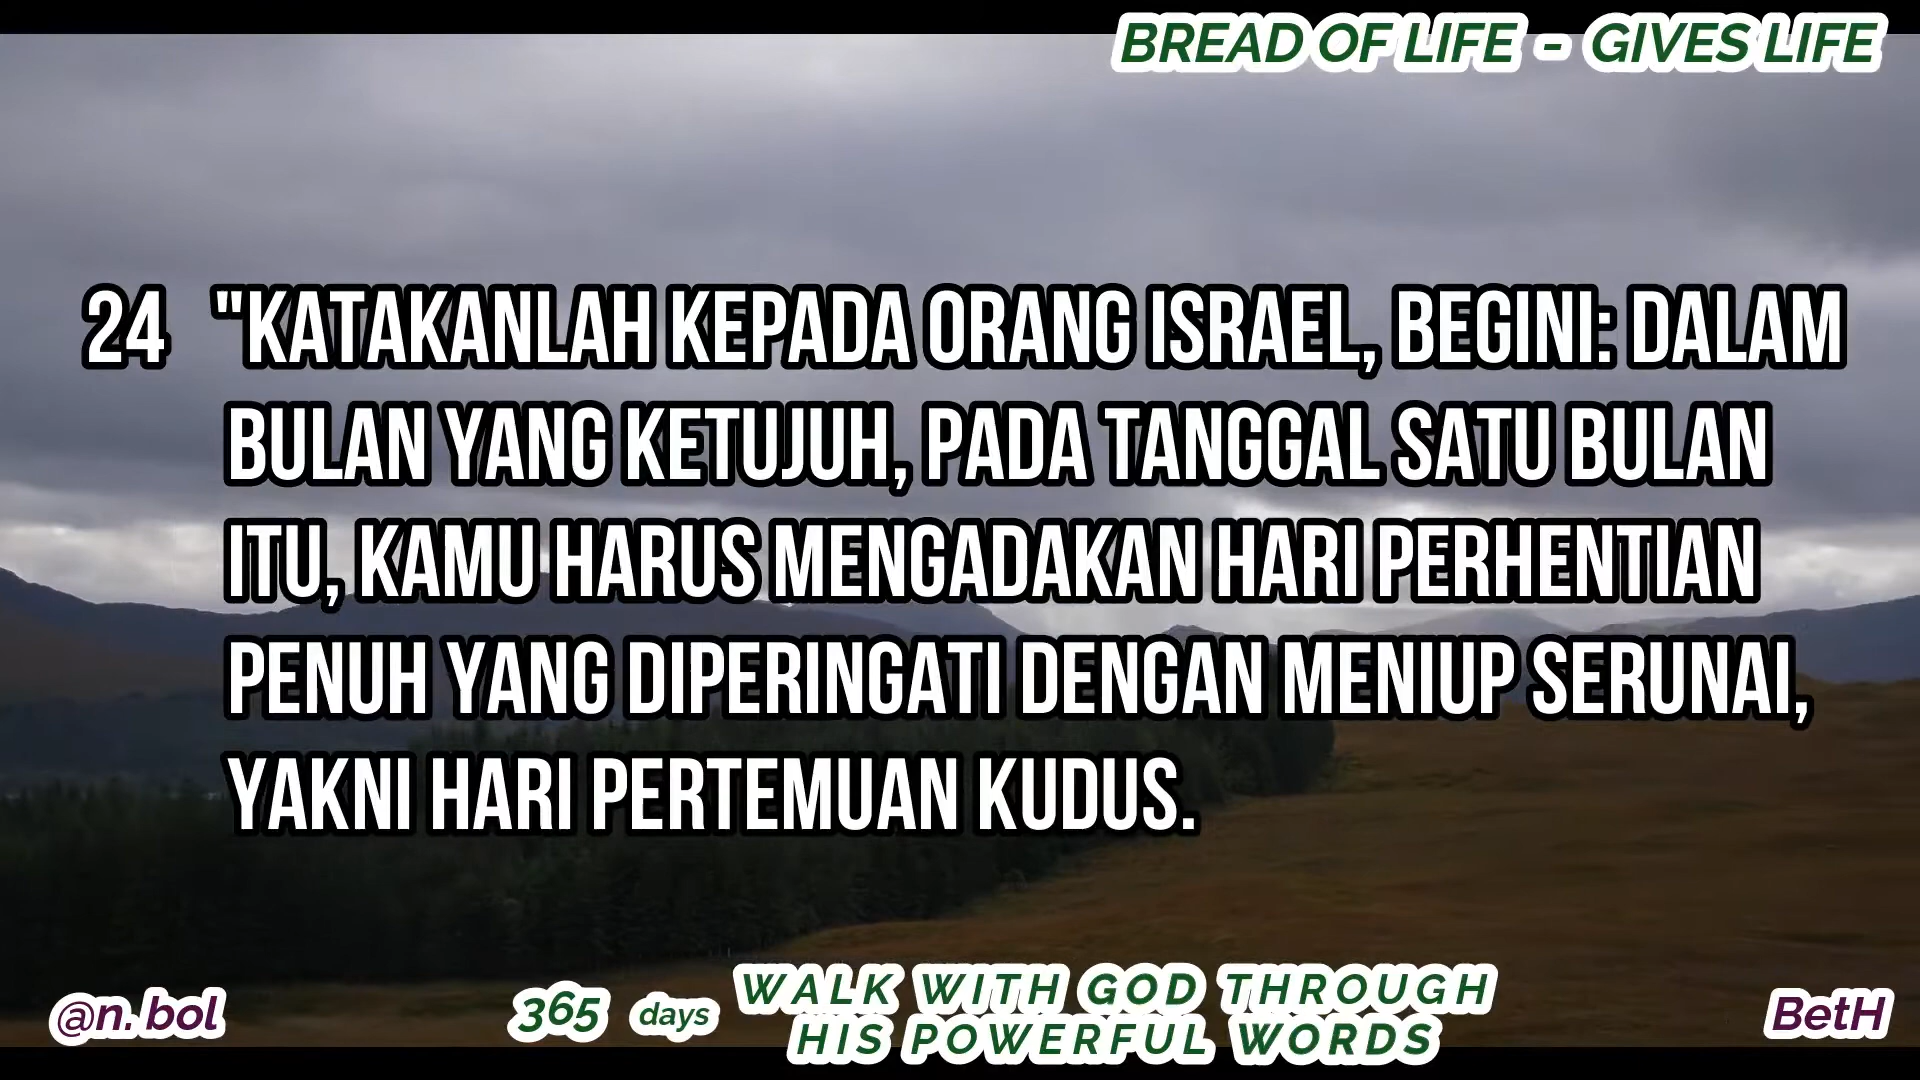 BREAD OF LIFE - GIVES LIFE
24 "KATAKANLAH KEPADA ORANG ISRAEL, BEGINI: DALAM
BULAN YANG KETUJUH, PADA TANGGAL SATU BULAN
ITU, KAMU HARUS MENGADAKAN HARI PERHENTIAN
PENUH YANG DIPERINGATI DENGAN MENIUP SERUNAI,
YAKNI HARI PERTEMUAN KUDUS.
@n.bol
365 days
WALK WITH GOD THROUGH
HIS POWERFUL WORDS
BetH